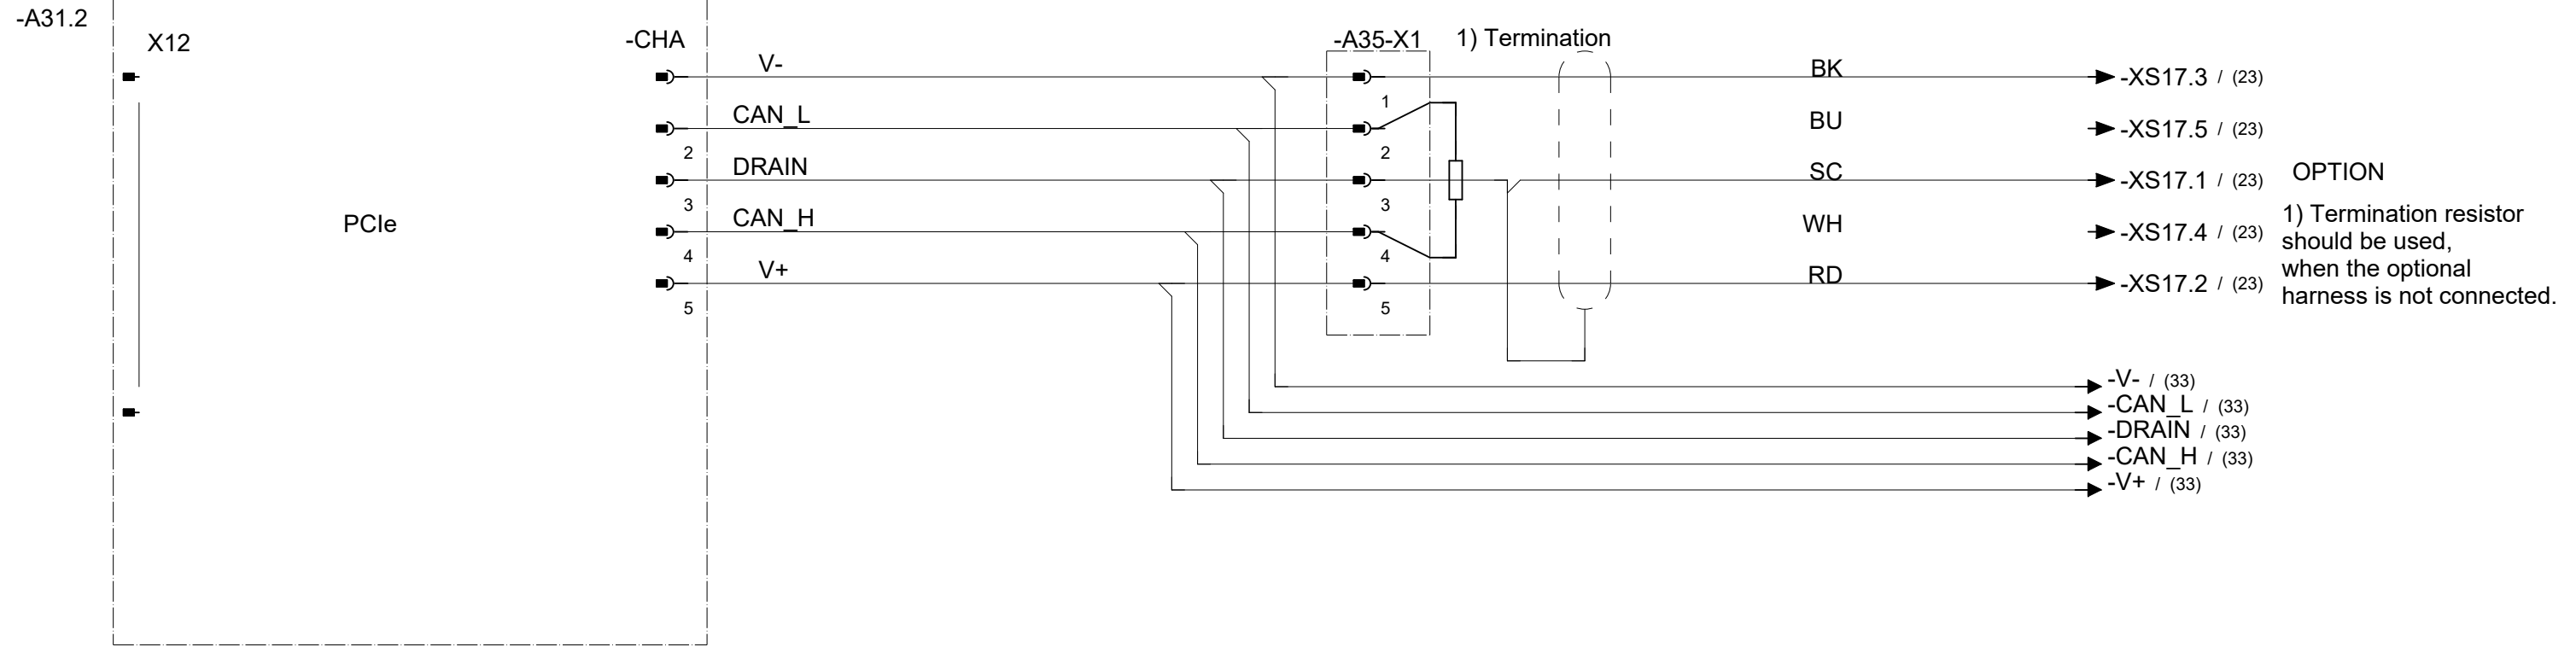 -A31.2
X12
-CHA
-A35-X1
1) Termination
V-
BK
-XS17.3 / (23)
1
CAN_L
BU
-XS17.5 / (23)
2
2
DRAIN
SC
-XS17.1 / (23)
OPTION
3
3
PCIe
CAN_H
WH
-XS17.4 / (23)
1) Termination resistor
should be used,
when the optional
harness is not connected.
4
4
V+
RD
-XS17.2 / (23)
5
5
-V- / (33)
-CAN_L / (33)
-DRAIN / (33)
-CAN_H / (33)
-V+ / (33)